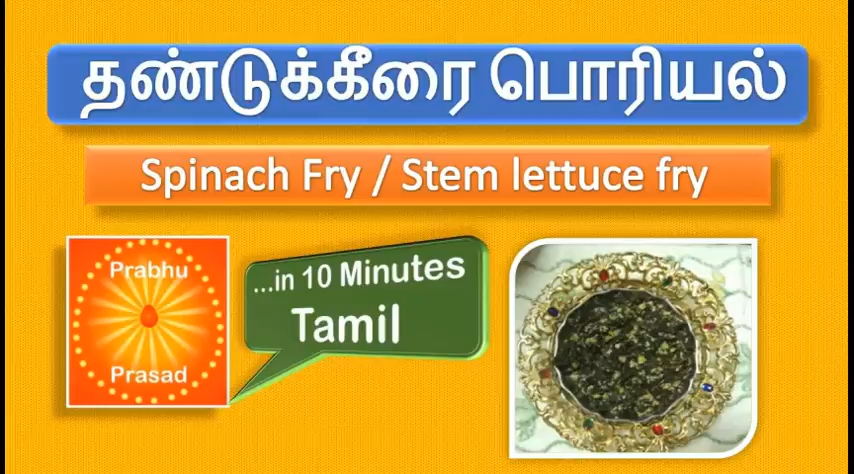 தண்டுக்கீரை பொரியல்
Spinach Fry / Stem lettuce fry
Prabhu
Prasad
...in 10 Minutes
Tamil